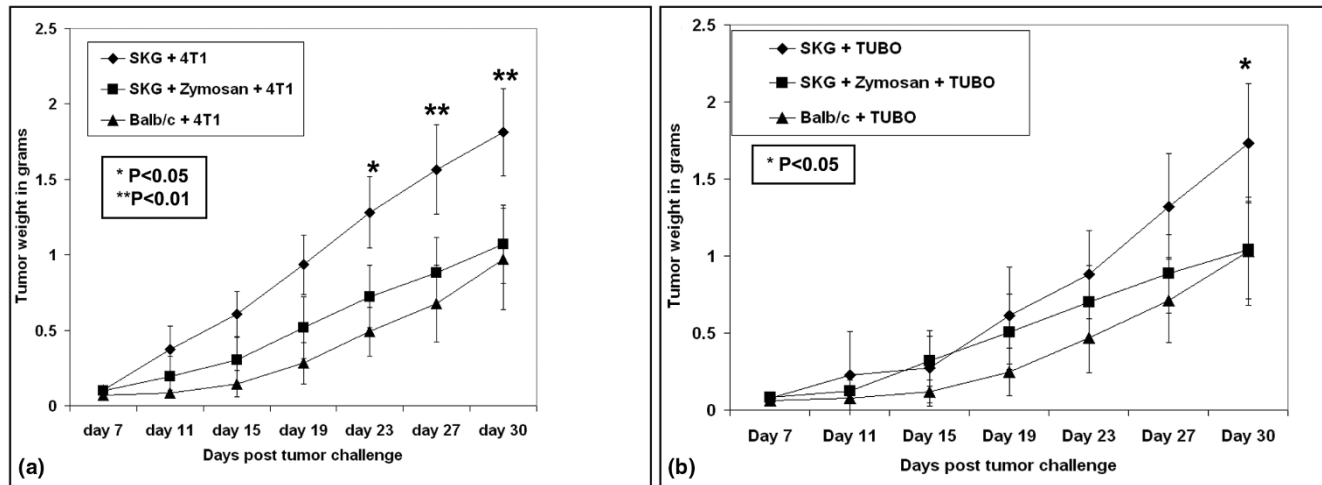 2.5
2
1.5
1
0.5
0
Tumor weight in grams
SKG + 4T1
SKG + Zymosan + 4T1
Balb/c + 4T1
* P<0.05
**P<0.01
*
**
**
day 7 day 11 day 15 day 19 day 23 day 27 day 30
Days post tumor challenge
(a)
2.5
2
1.5
1
0.5
0
Tumor weight in grams
SKG + TUBO
SKG + Zymosan + TUBO
Balb/c + TUBO
* P<0.05
*
Day 7 Day 11 Day 15 Day 19 Day 23 Day 27 Day 30
Days post tumor challenge
(b)